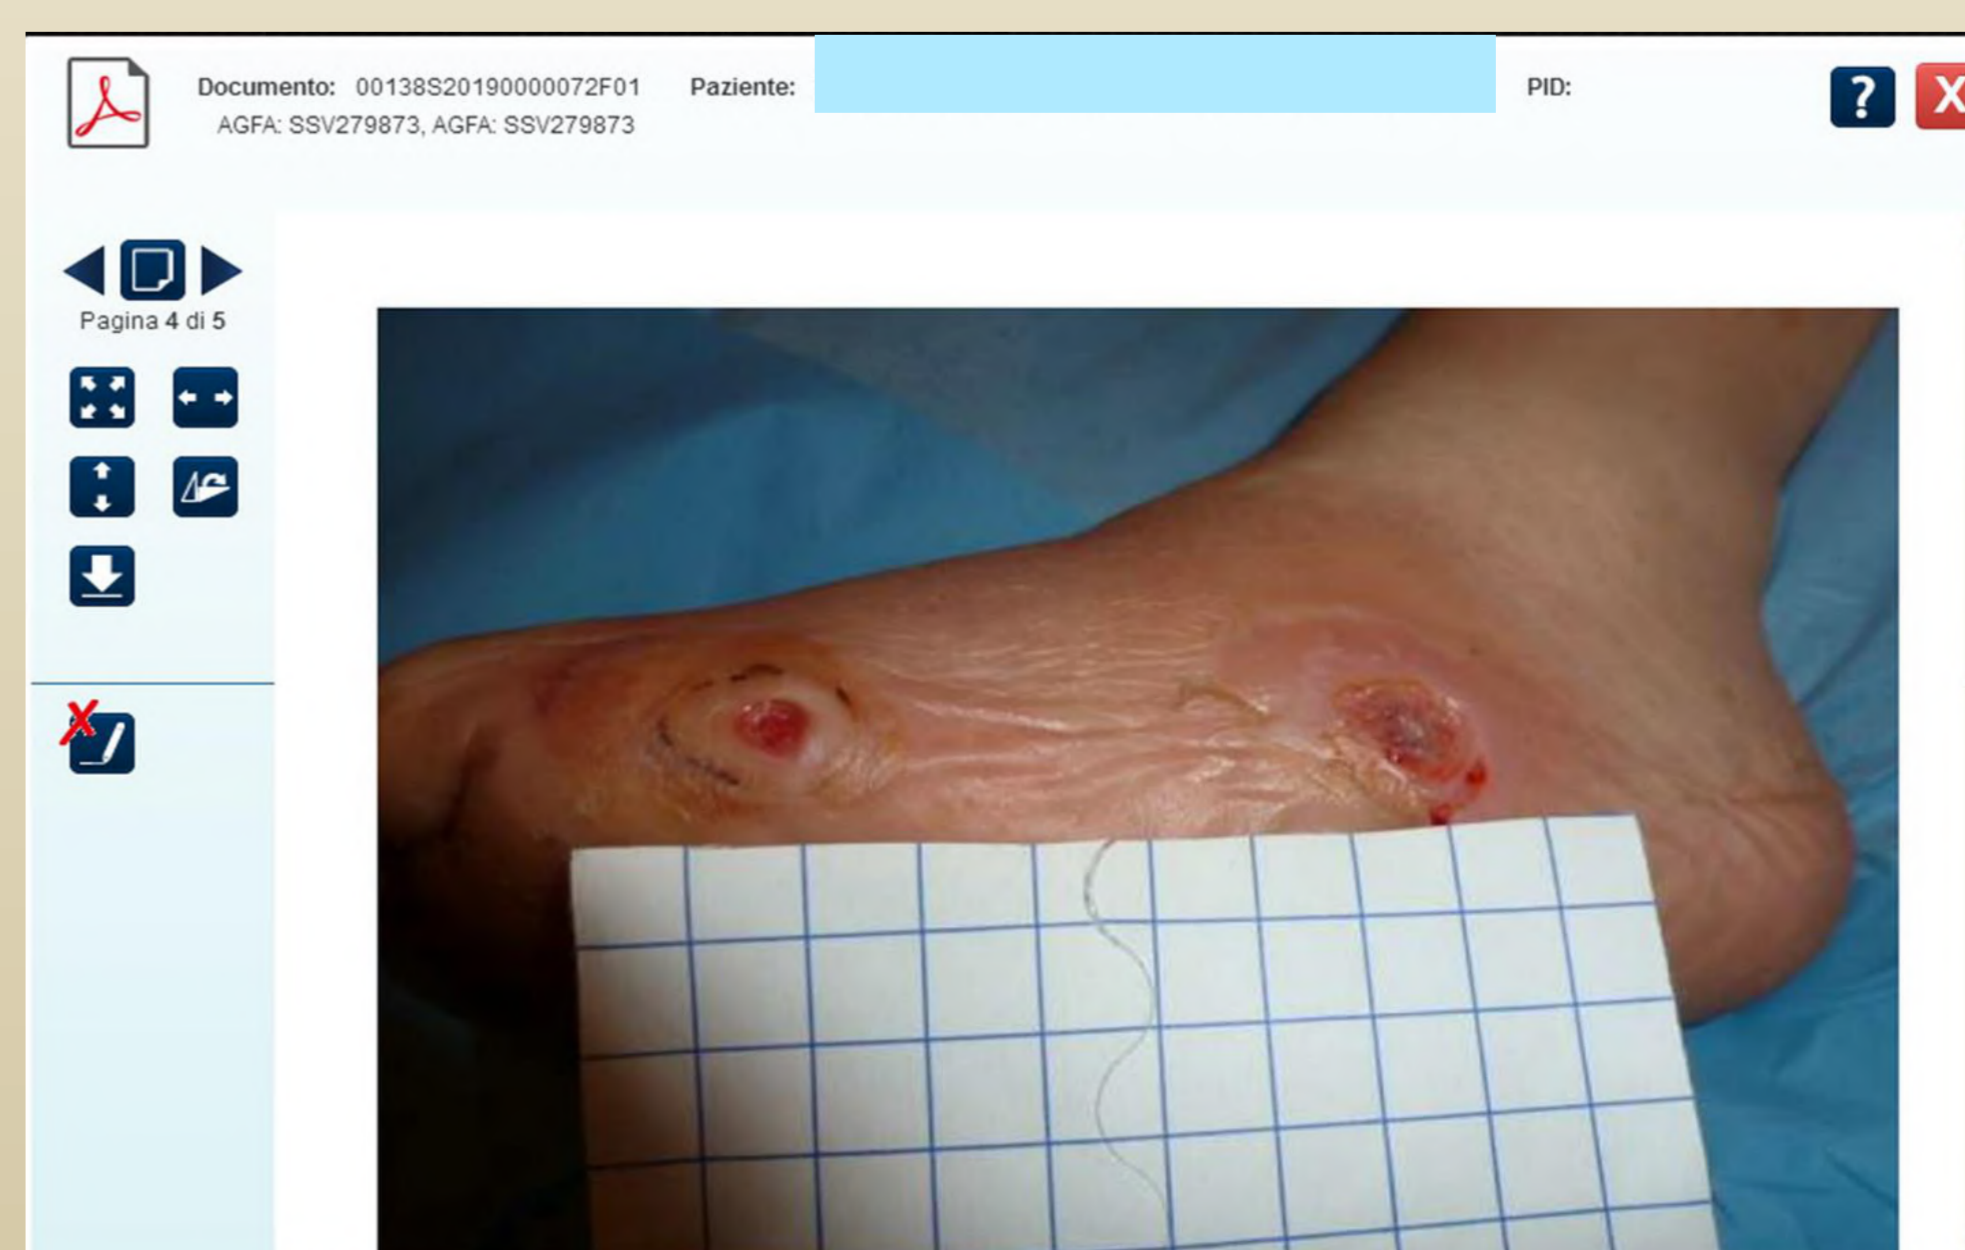 Documento: 00138S20190000072F01 Paziente: PID:
AGFA: SSV279873, AGFA: SSV279873
? X
Pagina 4 di 5
X